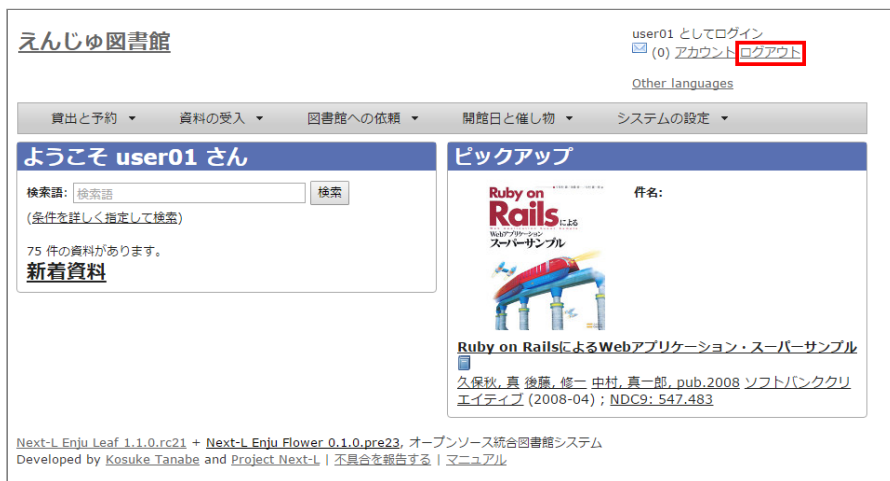 えんじゅ図書館
user01 としてログイン
(0) アカウント ログアウト
Other languages
貸出と予約 ▼ 資料の受入 ▼ 図書館への依頼 ▼ 開館日と催し物 ▼ システムの設定 ▼
ようこそ user01 さん
検索語: 検索語 検索
(条件を詳しく指定して検索)
75 件の資料があります。
新着資料
ピックアップ
Ruby on
Railsによる
Webアプリケーション
スーパーサンプル
件名:
Ruby on RailsによるWebアプリケーション・スーパーサンプル
久保秋, 真 後藤, 修一 中村, 真一郎, pub.2008 ソフトバンククリ
エイティブ (2008-04) ; NDC9: 547.483
Next-L Enju Leaf 1.1.0.rc21 + Next-L Enju Flower 0.1.0.pre23, オープンソース統合図書館システム
Developed by Kosuke Tanabe and Project Next-L | 不具合を報告する | マニュアル